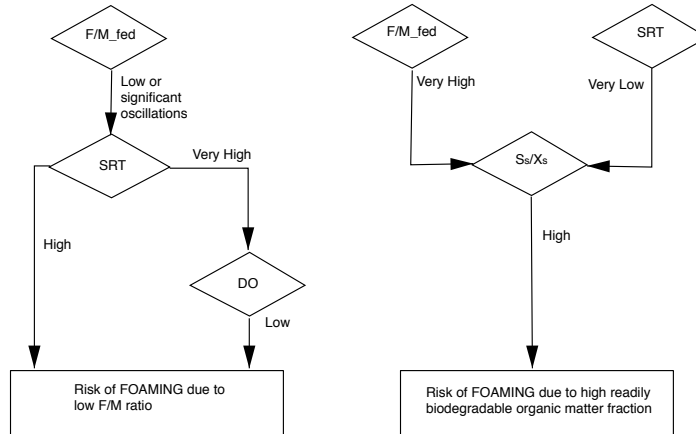 F/M_fed
Low or
significant
oscillations
SRT
Very High
High
DO
Low
Risk of FOAMING due to
low F/M ratio
F/M_fed
SRT
Very High
Very Low
Ss/Xs
High
Risk of FOAMING due to high readily
biodegradable organic matter fraction